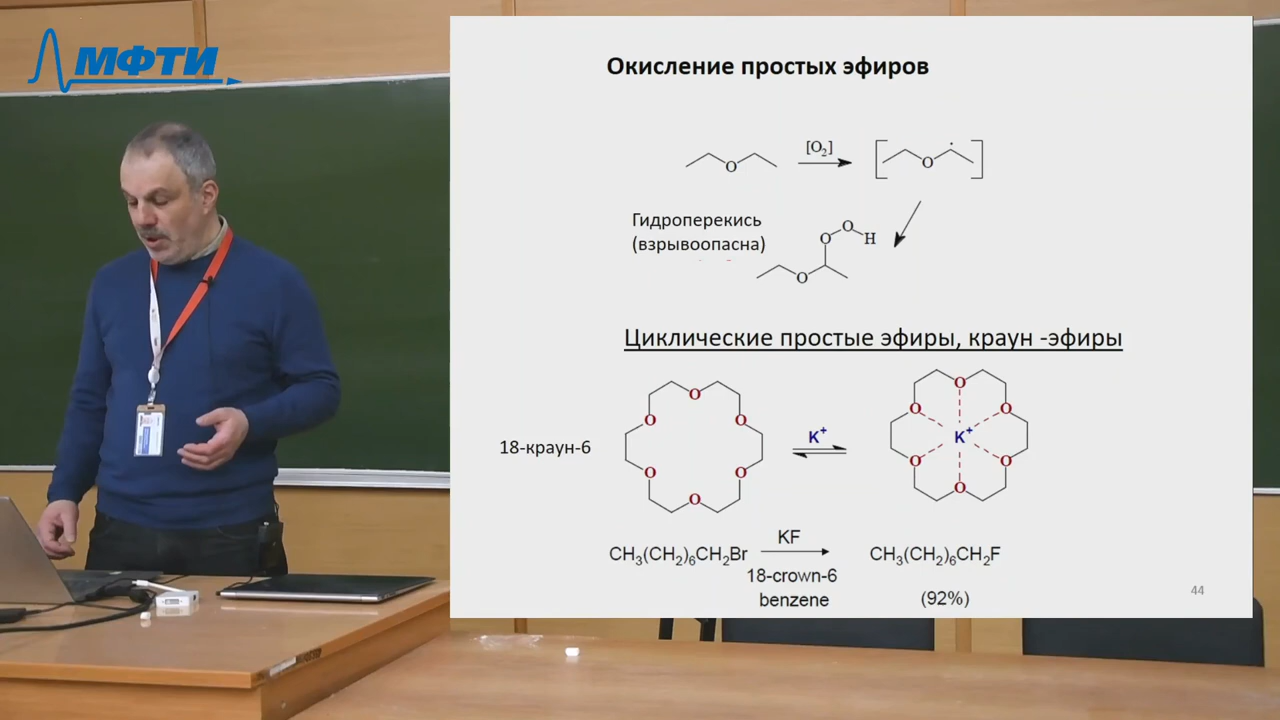 МФТИ
Окисление простых эфиров
O
[O2]
O
Гидроперекись
(взрывоопасна)
O
O
H
O
Циклические простые эфиры, краун -эфиры
O
O
O
O
O
O
18-краун-6
K+
O
O
O
K+
O
O
O
CH3(CH)6CH2Br
KF
18-crown-6
benzene
CH3(CH2)6CH2F
(92%)
44